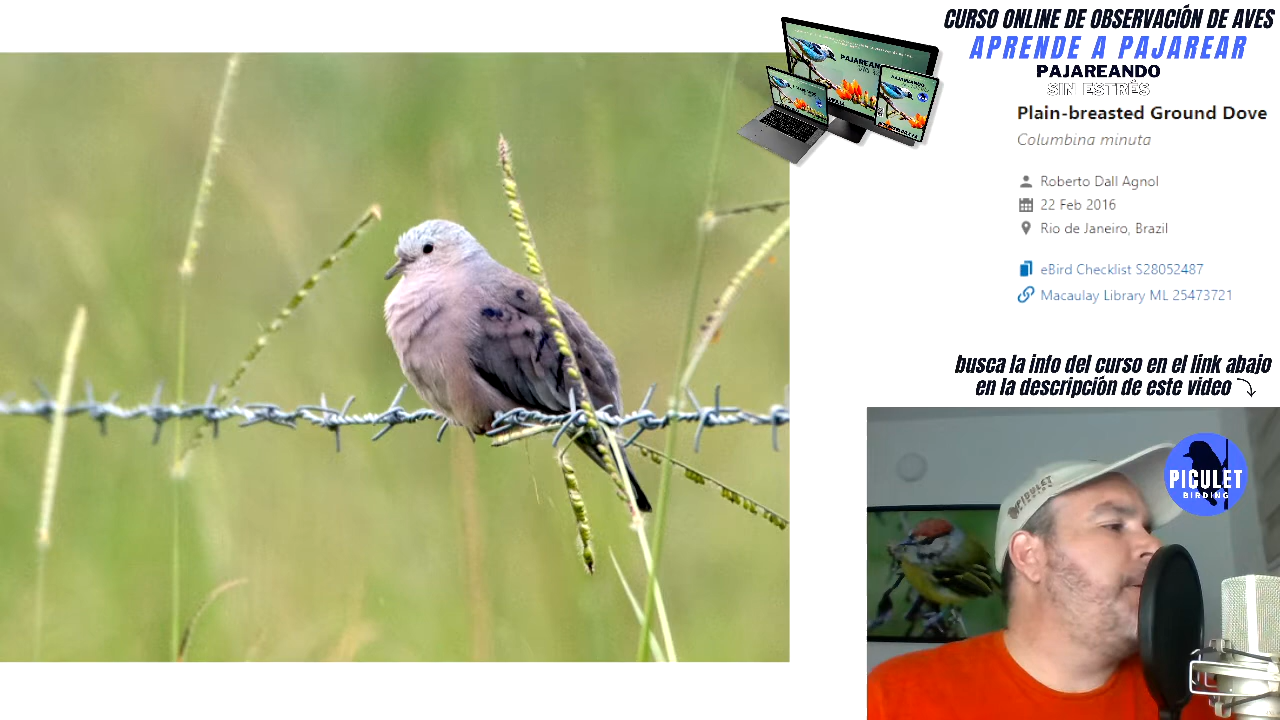 CURSO ONLINE DE OBSERVACIÓN DE AVES
APRENDE A PAJAREAR
PAJAREANDO
SIN ESTRÉS
Plain-breasted Ground Dove
Columbina minuta
Roberto Dall Agnol
22 Feb 2016
Rio de Janeiro, Brazil
eBird Checklist S28052487
Macaulay Library ML 25473721
busca la info del curso en el link abajo
en la descripción de este video
PICULET
BIRDING
PICULET